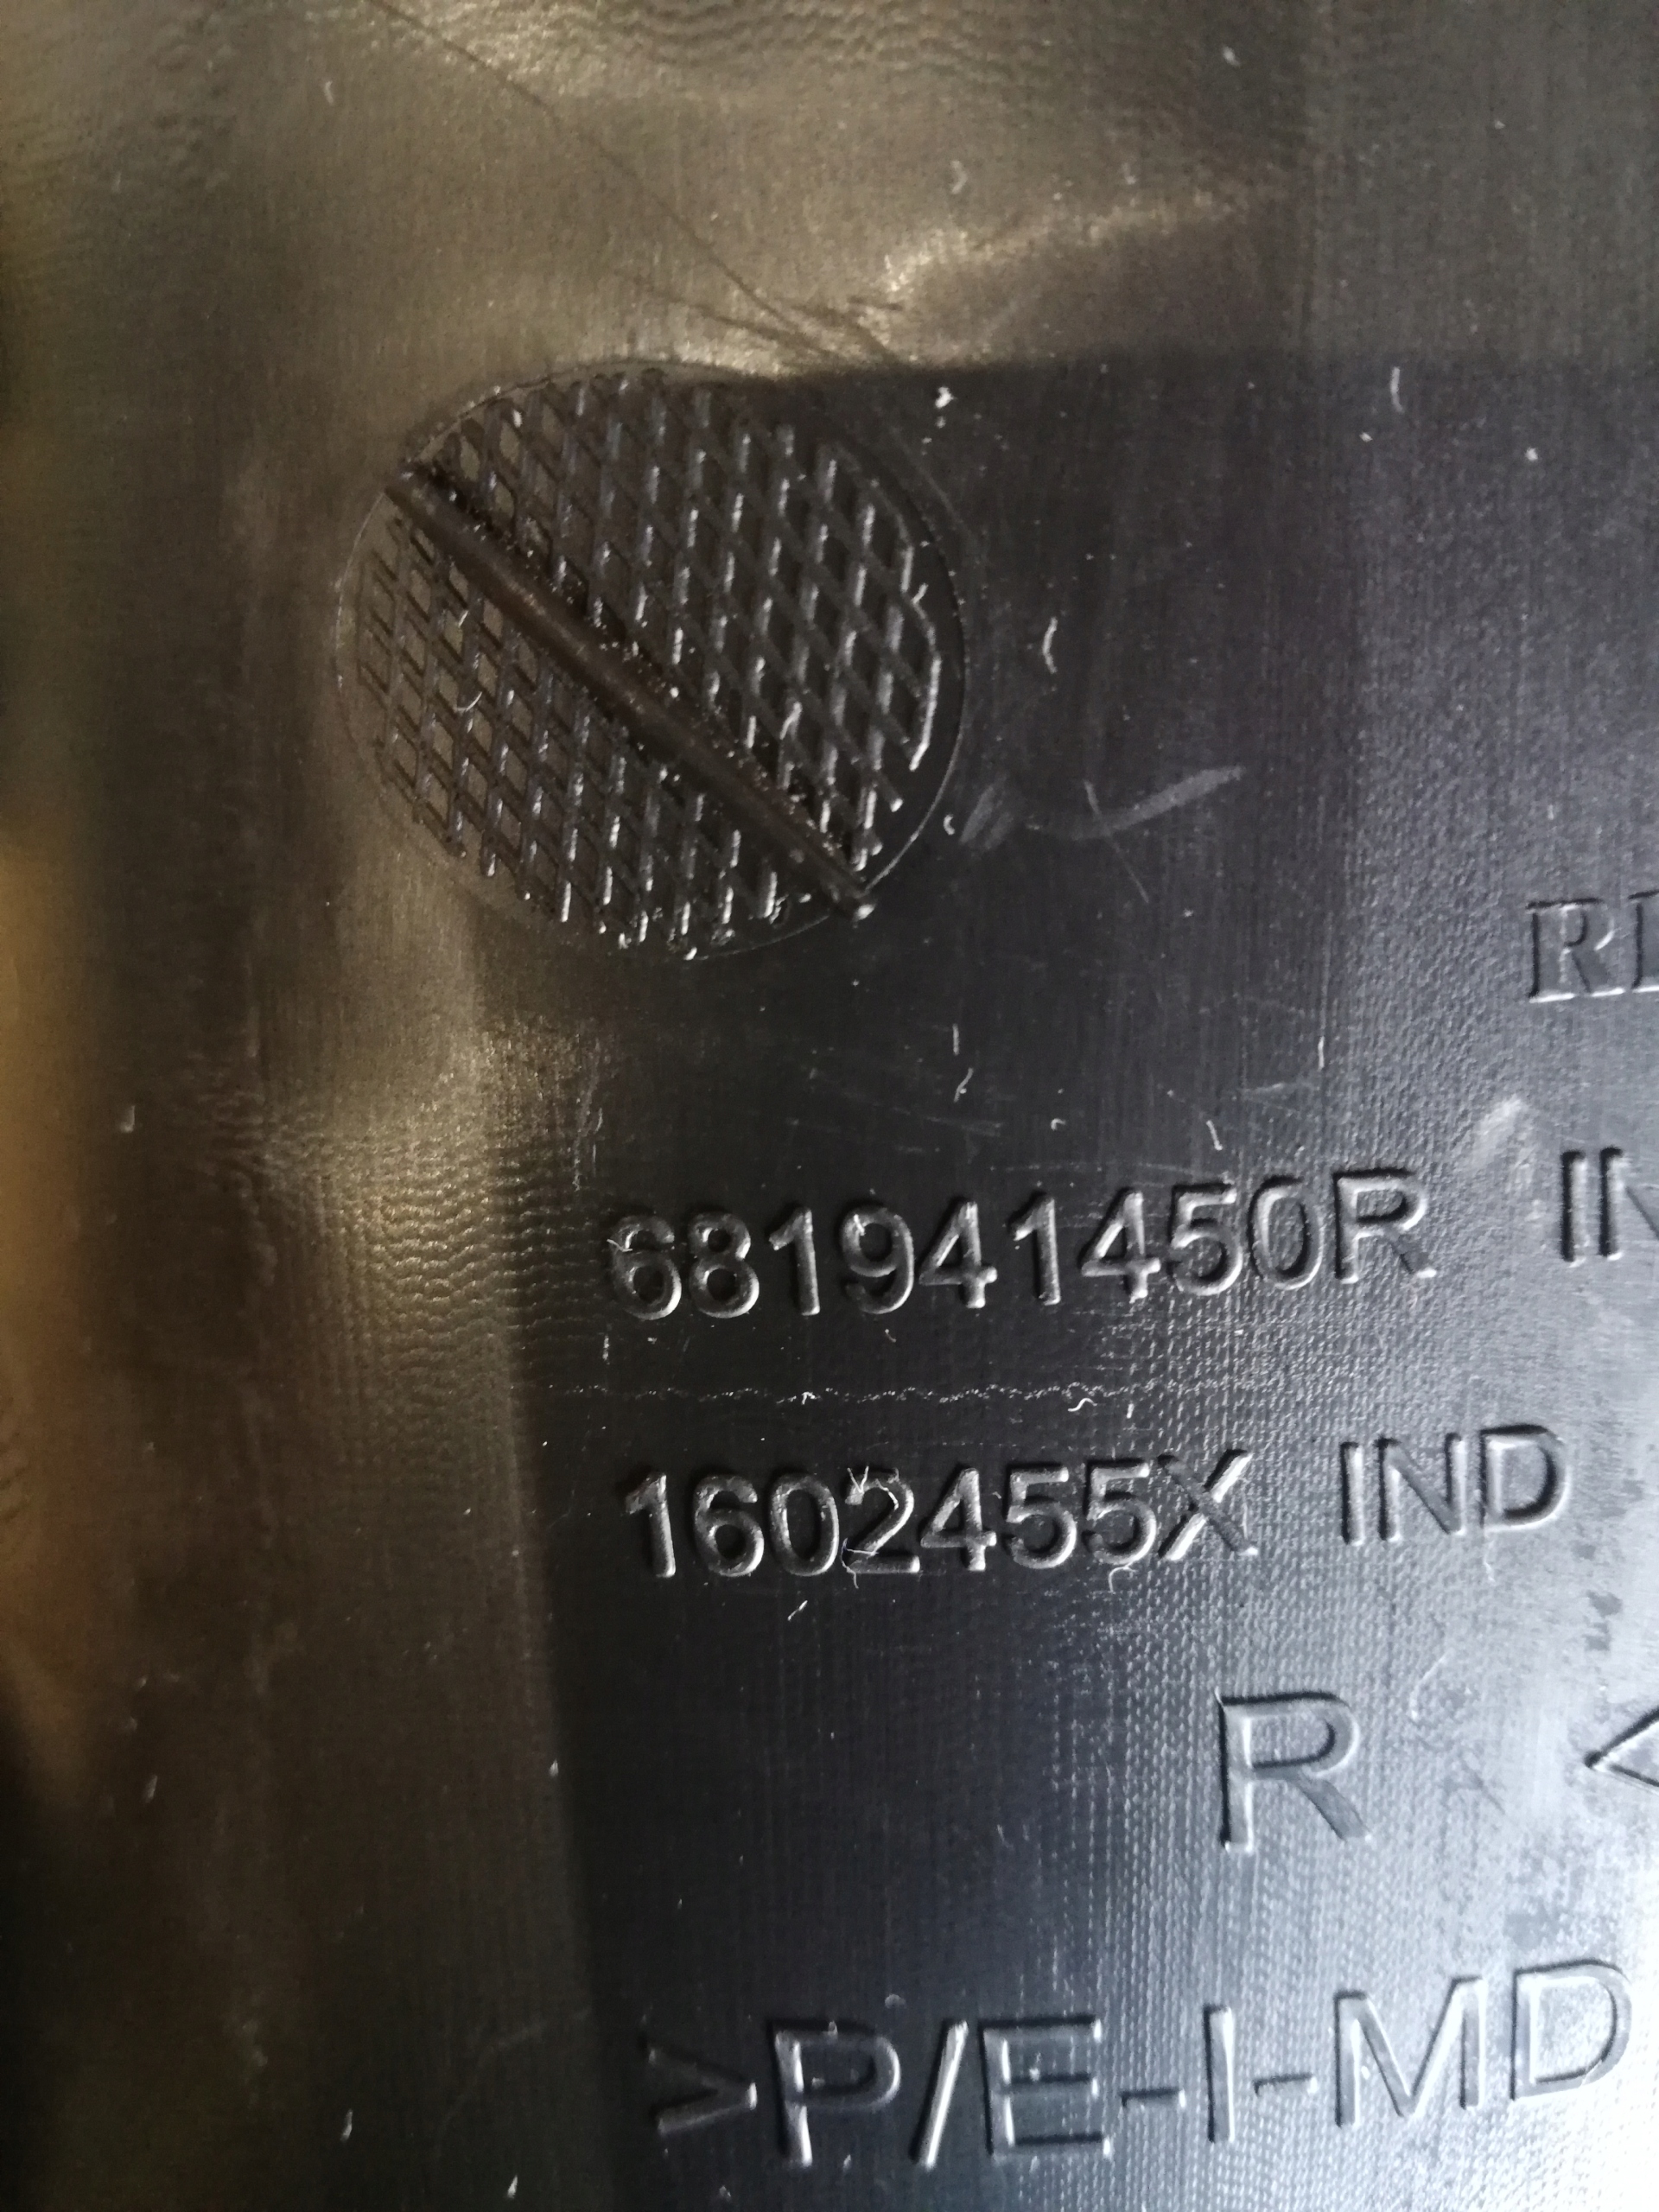 681941450R
1602455X IND
R
>P/E-I-MD